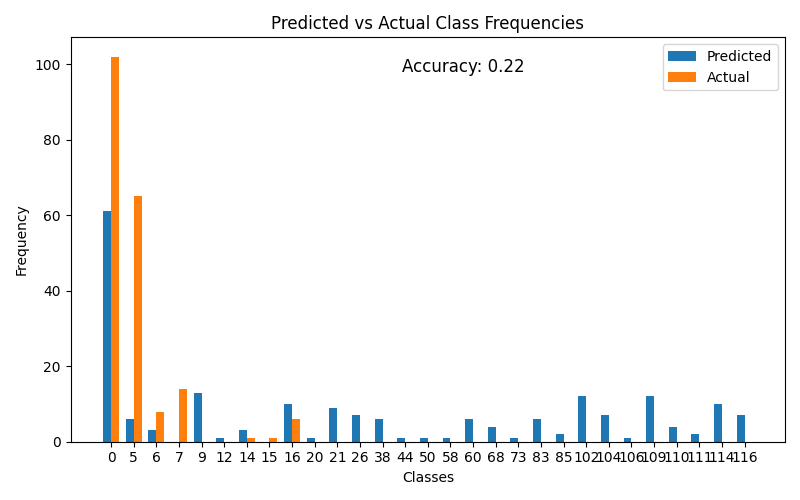 Predicted vs Actual Class Frequencies
Accuracy: 0.22
Predicted
Actual
Frequency
100
80
60
40
20
0
0 5 6 7 9 12 14 15 16 20 21 26 38 44 50 58 60 68 73 83 85 102 104 106 109 110 111 114 116
Classes